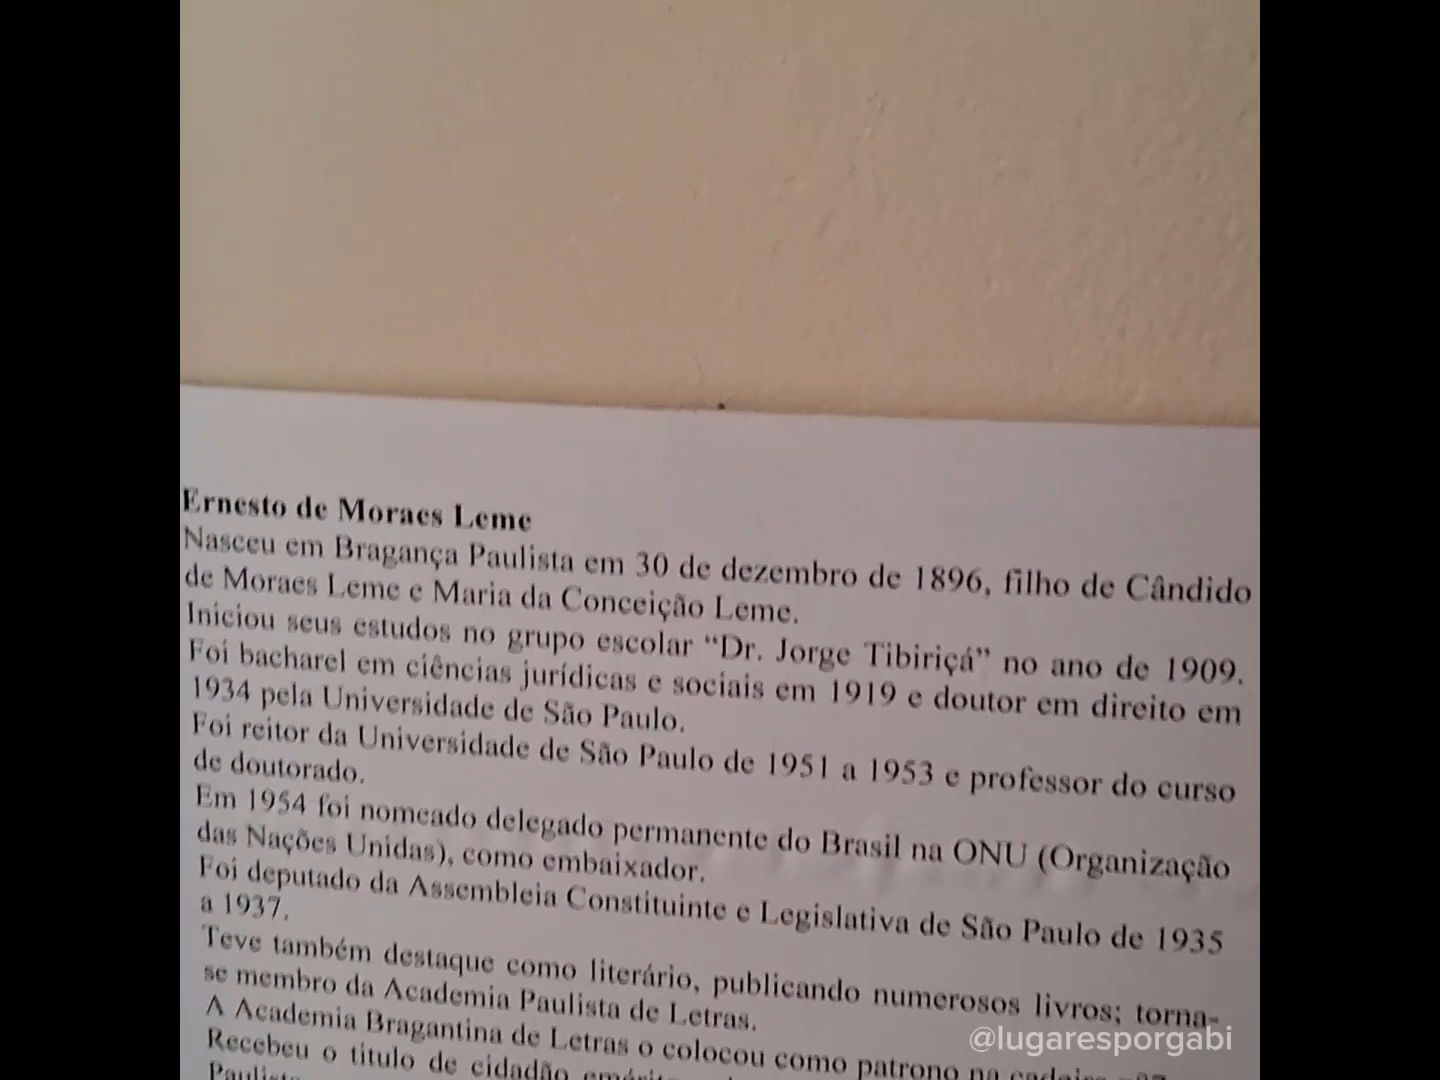 Ernesto de Moraes Leme
Nasceu em Bragança Paulista em 30 de dezembro de 1896, filho de Cândido
de Moraes Leme e Maria da Conceição Leme.
Iniciou seus estudos no grupo escolar “Dr. Jorge Tibiriçá” no ano de 1909.
Foi bacharel em ciências jurídicas e sociais em 1919 e doutor em direito em
1934 pela Universidade de São Paulo.
Foi reitor da Universidade de São Paulo de 1951 a 1953 e professor do curso
de doutorado.
Em 1954 foi nomeado delegado permanente do Brasil na ONU (Organização
das Nações Unidas), como embaixador.
Foi deputado da Assembleia Constituinte e Legislativa de São Paulo de 1935
a 1937.
Teve também destaque como literário, publicando numerosos livros; torna-
se membro da Academia Paulista de Letras.
A Academia Bragantina de Letras o colocou como patrono na cadeira
Recebeu o titulo de cidadão
Paulista
@lugaresporgabi